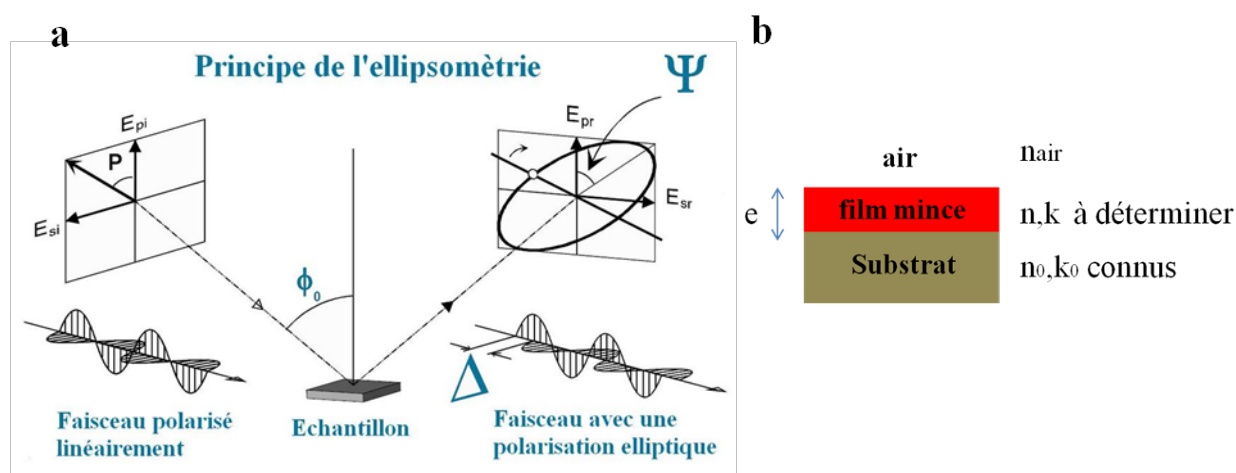 a
Principe de l'ellipsomètrie
Ψ
E_pi
P
E_si
ϕ_0
E_pr
E_sr
Δ
Faisceau polarisé
linéairement
Echantillon
Faisceau avec une
polarisation elliptique
b
air
n_air
e
film mince
n,k à déterminer
Substrat
n_0,k_0 connus